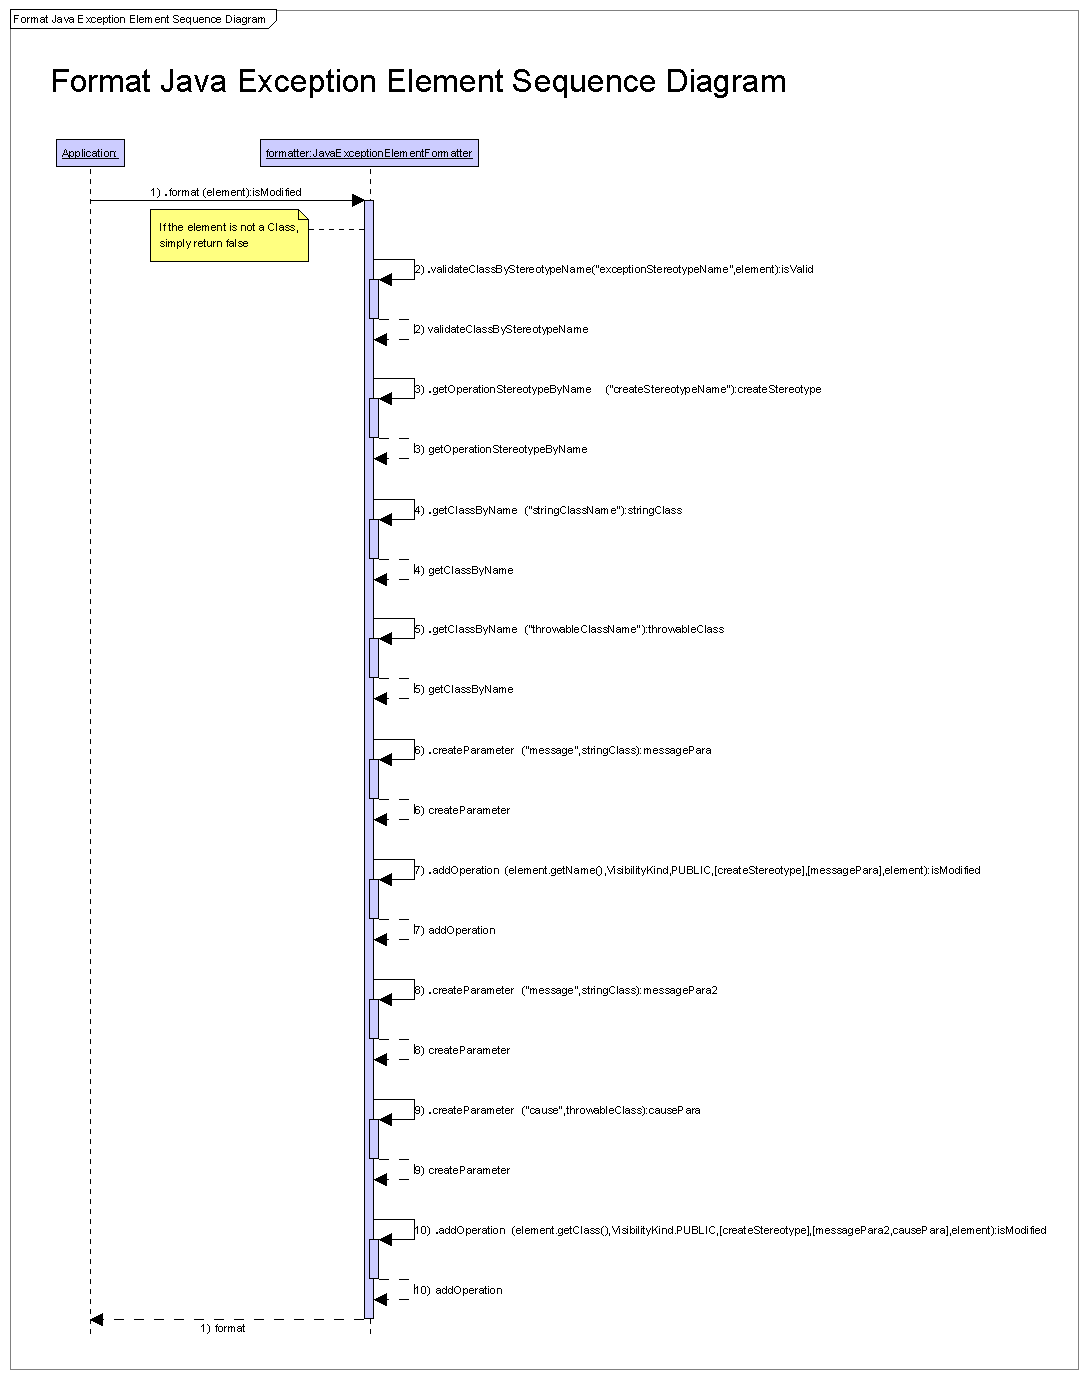 Format Java Exception Element Sequence Diagram
Format Java Exception Element Sequence Diagram
Application:
formatter:JavaExceptionElementFormatter
1) .format (element):isModified
If the element is not a Class,
simply return false
2) .validateClassByStereotypeName("exceptionStereotypeName",element):isValid
2) validateClassByStereotypeName
3) .getOperationStereotypeByName ("createStereotypeName"):createStereotype
3) getOperationStereotypeByName
4) .getClassByName ("stringClassName"):stringClass
4) getClassByName
5) .getClassByName ("throwableClassName"):throwableClass
5) getClassByName
6) .createParameter ("message",stringClass):messagePara
6) createParameter
7) .addOperation (element.getName(),VisibilityKind,PUBLIC,[createStereotype],[messagePara],element):isModified
7) addOperation
8) .createParameter ("message",stringClass):messagePara2
8) createParameter
9) .createParameter ("cause",throwableClass):causePara
9) createParameter
10) .addOperation (element.getClass(),VisibilityKind.PUBLIC,[createStereotype],[messagePara2,causePara],element):isModified
10) addOperation
1) format